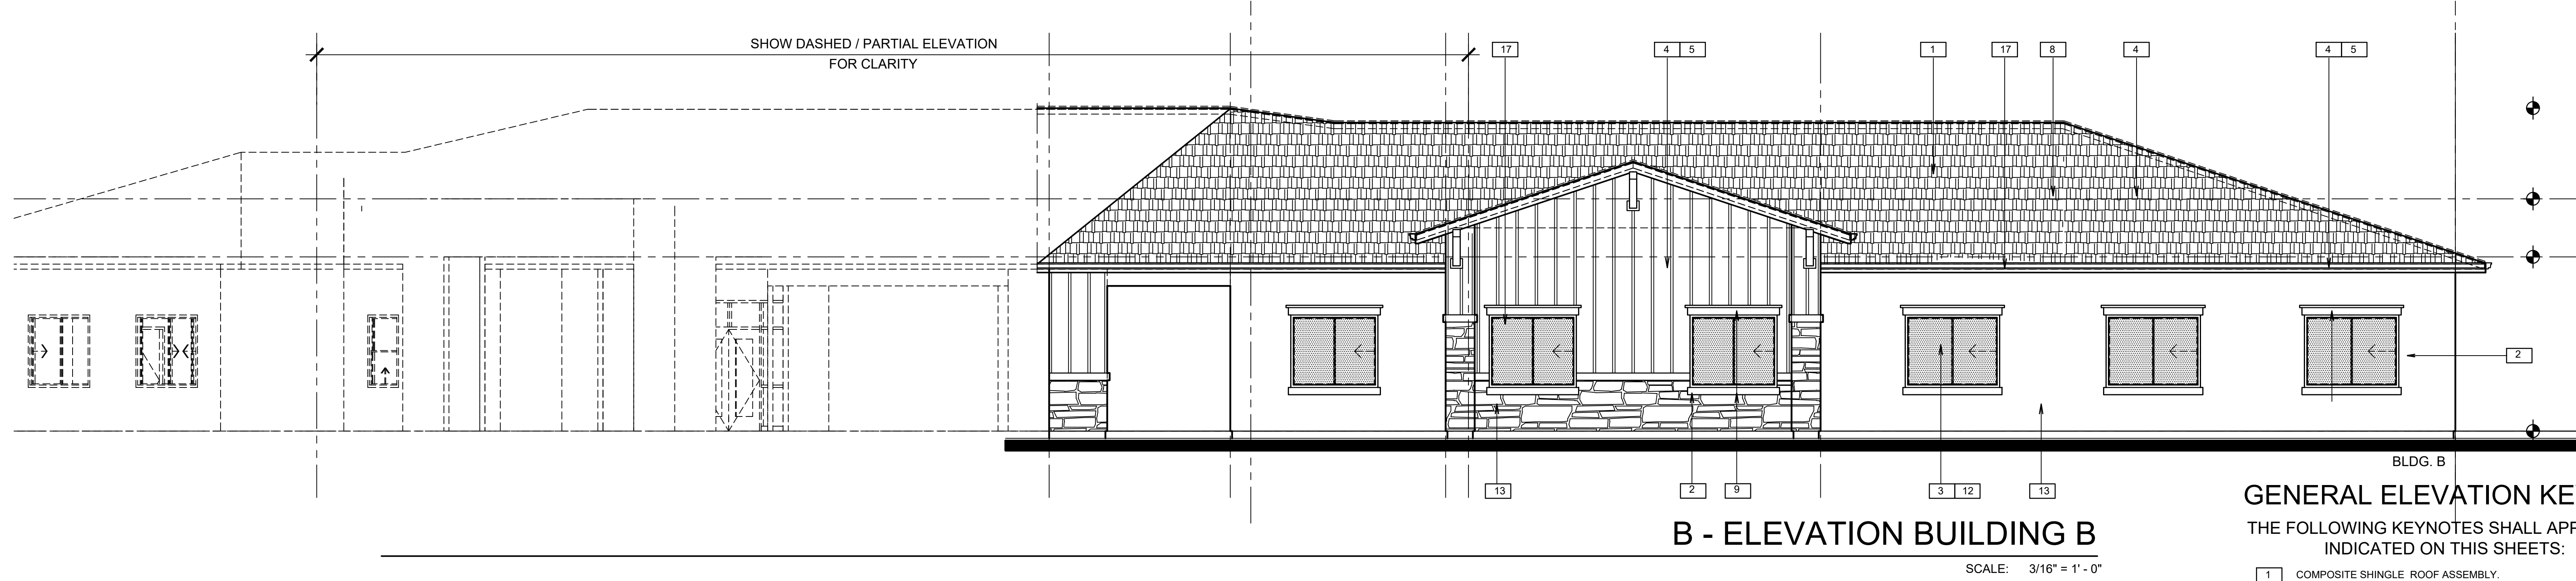 SHOW DASHED / PARTIAL ELEVATION
FOR CLARITY
17
4 5
1
17
8
4
4 5
2
BLDG. B
13
2
9
3 12
13
GENERAL ELEVATION KE
THE FOLLOWING KEYNOTES SHALL APP
INDICATED ON THIS SHEETS:
B - ELEVATION BUILDING B
SCALE: 3/16" = 1' - 0"
1 COMPOSITE SHINGLE ROOF ASSEMBLY.